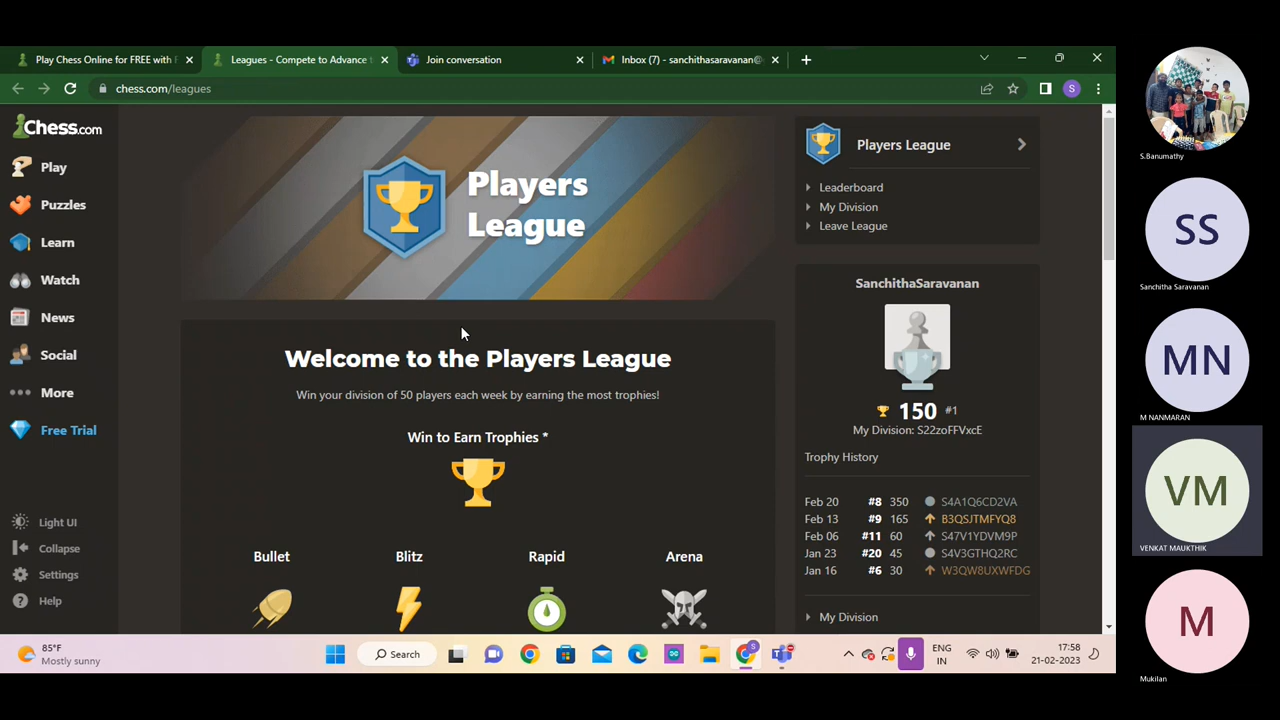 Play Chess Online for FREE with F
Leagues - Compete to Advance t
Join conversation
Inbox (7) - sanchithasaravanan@
chess.com/leagues
S
Chess.com
Play
Puzzles
Learn
Watch
News
Social
More
Free Trial
Light UI
Collapse
Settings
Help
Players
League
Welcome to the Players League
Win your division of 50 players each week by earning the most trophies!
Win to Earn Trophies *
Bullet
Blitz
Rapid
Arena
Players League
Leaderboard
My Division
Leave League
SanchithaSaravanan
150 #1
My Division: S22zoFFVxcE
Trophy History
Feb 20 #8 350 S4A1Q6CD2VA
Feb 13 #9 165 B3QSJTMFYQ8
Feb 06 #11 60 S47V1YDVM9P
Jan 23 #20 45 S4V3GTHQ2RC
Jan 16 #6 30 W3QW8UXWFDG
My Division
85°F
Mostly sunny
Search
ENG
IN
17:58
21-02-2023
S.Banumathy
SS
Sanchitha Saravanan
MN
M NANMARAN
VM
VENKAT MAUKTHIK
M
Mukilan